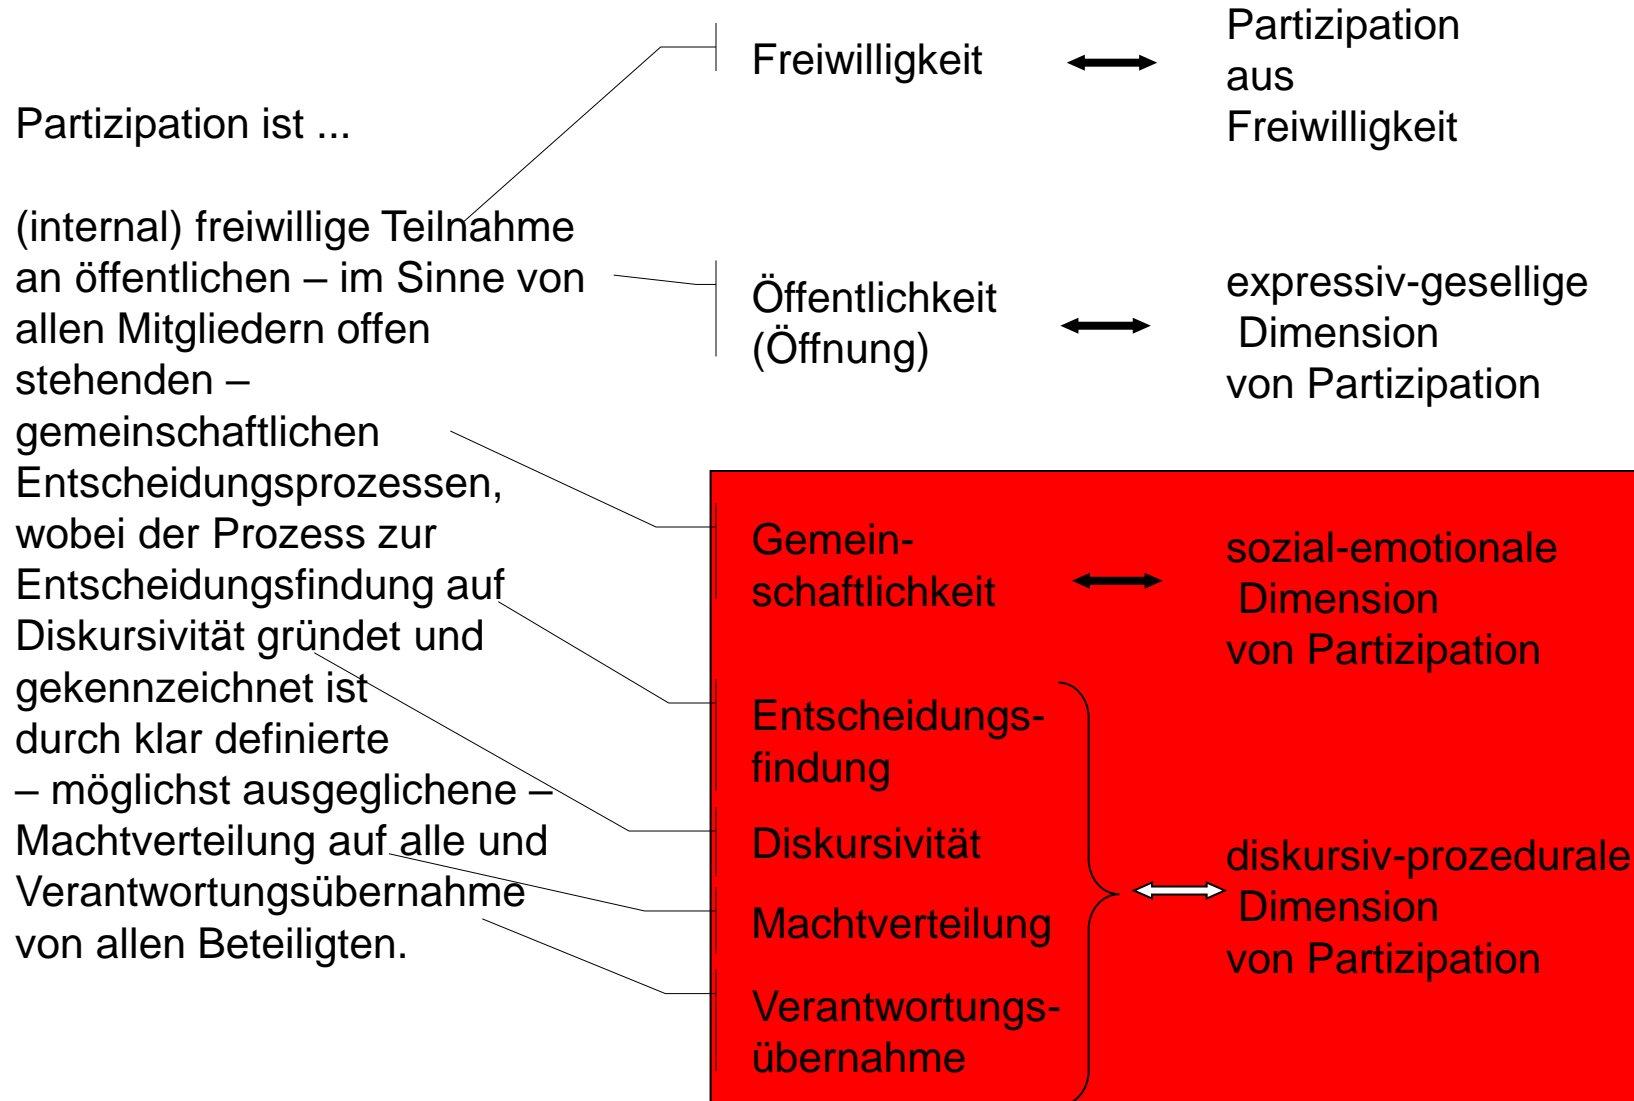 Partizipation ist ...
(internal) freiwillige Teilnahme
an öffentlichen – im Sinne von
allen Mitgliedern offen
stehenden –
gemeinschaftlichen
Entscheidungsprozessen,
wobei der Prozess zur
Entscheidungsfindung auf
Diskursivität gründet und
gekennzeichnet ist
durch klar definierte
– möglichst ausgeglichene –
Machtverteilung auf alle und
Verantwortungsübernahme
von allen Beteiligten.
Freiwilligkeit
Partizipation
aus
Freiwilligkeit
Öffentlichkeit
(Öffnung)
expressiv-gesellige
Dimension
von Partizipation
Gemein-
schaftlichkeit
sozial-emotionale
Dimension
von Partizipation
Entscheidungs-
findung
Diskursivität
Machtverteilung
Verantwortungs-
übernahme
diskursiv-prozedurale
Dimension
von Partizipation